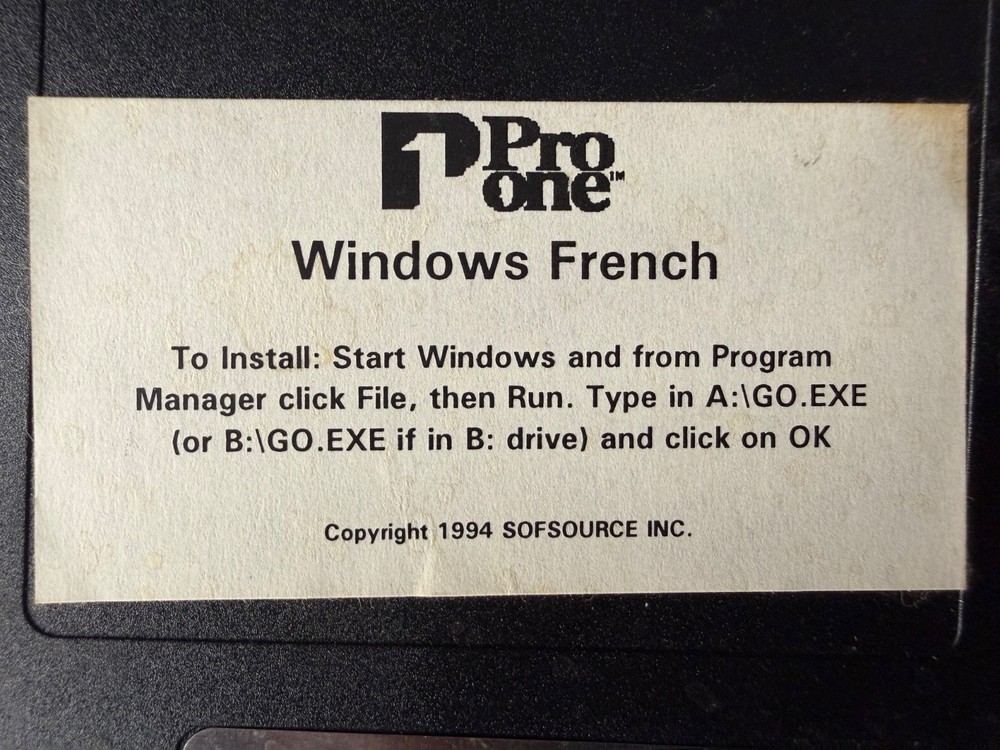 Pro
one™
Windows French
To Install: Start Windows and from Program
Manager click File, then Run. Type in A:\GO.EXE
(or B:\GO.EXE if in B: drive) and click on OK
Copyright 1994 SOFSOURCE INC.